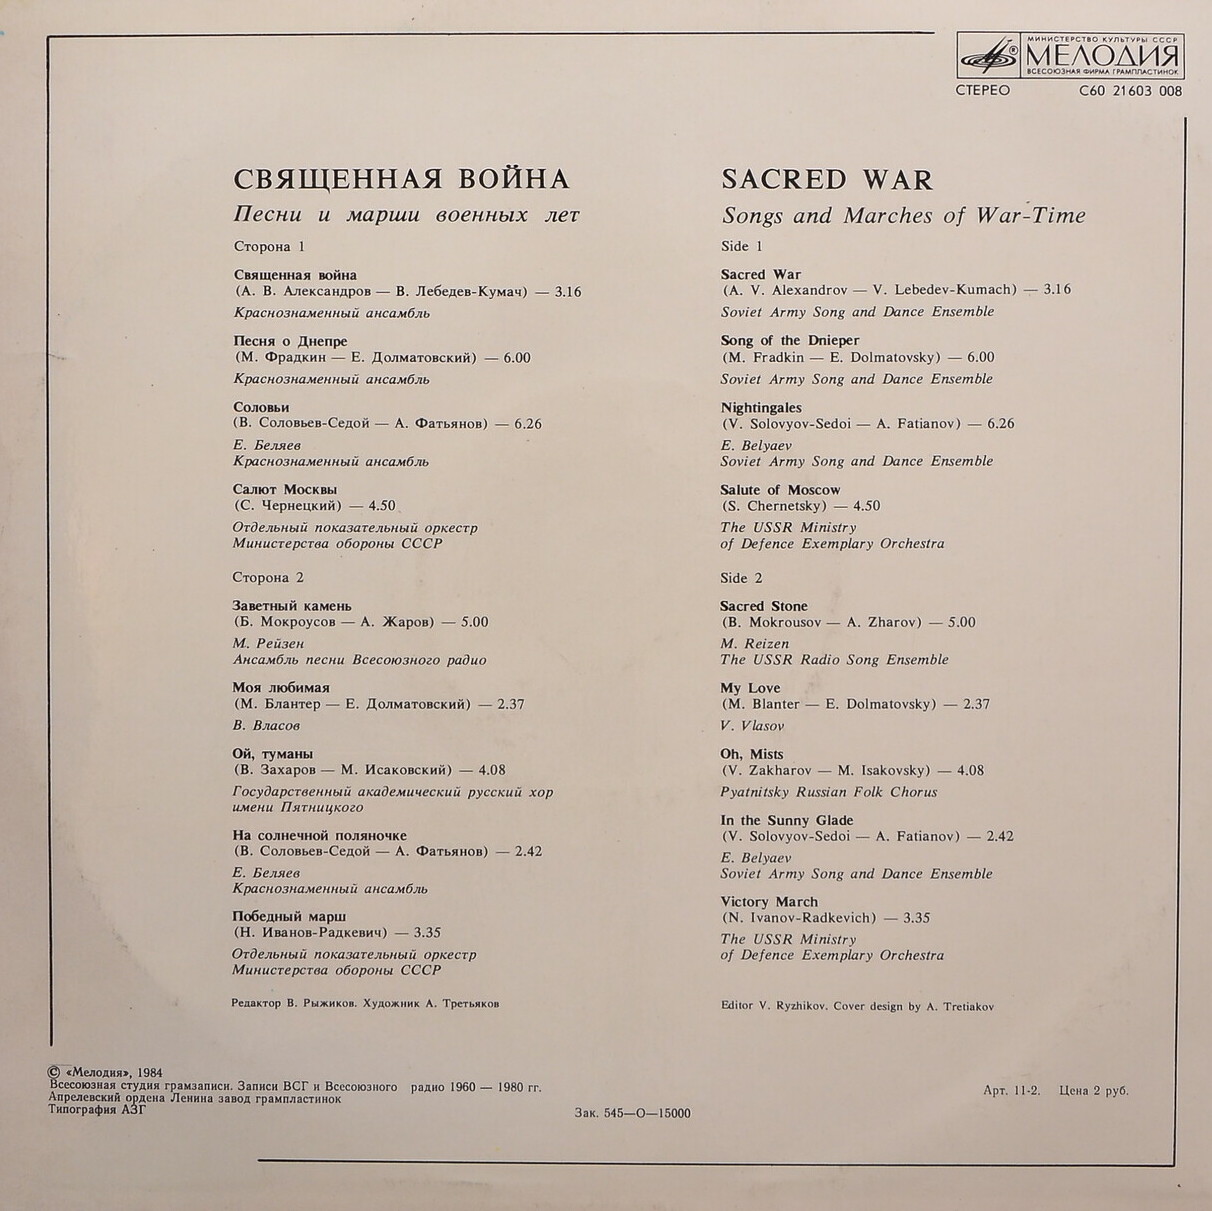 МИНИСТЕРСТВО КУЛЬТУРЫ СССР
МЕЛОДИЯ
ВСЕСОЮЗНАЯ ФИРМА ГРАМПЛАСТИНОК
СТЕРЕО С60 21603 008
СВЯЩЕННАЯ ВОЙНА
Песни и марши военных лет
Сторона 1
Священная война
(А. В. Александров — В. Лебедев-Кумач) — 3.16
Краснознаменный ансамбль
Песня о Днепре
(М. Фрадкин — Е. Долматовский) — 6.00
Краснознаменный ансамбль
Соловьи
(В. Соловьев-Седой — А. Фатьянов) — 6.26
Е. Беляев
Краснознаменный ансамбль
Салют Москвы
(С. Чернецкий) — 4.50
Отдельный показательный оркестр
Министерства обороны СССР
Сторона 2
Заветный камень
(Б. Мокроусов — А. Жаров) — 5.00
М. Рейзен
Ансамбль песни Всесоюзного радио
Моя любимая
(М. Блантер — Е. Долматовский) — 2.37
В. Власов
Ой, туманы
(В. Захаров — М. Исаковский) — 4.08
Государственный академический русский хор
имени Пятницкого
На солнечной поляночке
(В. Соловьев-Седой — А. Фатьянов) — 2.42
Е. Беляев
Краснознаменный ансамбль
Победный марш
(Н. Иванов-Радкевич) — 3.35
Отдельный показательный оркестр
Министерства обороны СССР
Редактор В. Рыжиков. Художник А. Третьяков
SACRED WAR
Songs and Marches of War-Time
Side 1
Sacred War
(A. V. Alexandrov — V. Lebedev-Kumach) — 3.16
Soviet Army Song and Dance Ensemble
Song of the Dnieper
(M. Fradkin — E. Dolmatovsky) — 6.00
Soviet Army Song and Dance Ensemble
Nightingales
(V. Solovyov-Sedoi — A. Fatianov) — 6.26
E. Belyaev
Soviet Army Song and Dance Ensemble
Salute of Moscow
(S. Chernetsky) — 4.50
The USSR Ministry
of Defence Exemplary Orchestra
Side 2
Sacred Stone
(B. Mokrousov — A. Zharov) — 5.00
M. Reizen
The USSR Radio Song Ensemble
My Love
(M. Blanter — E. Dolmatovsky) — 2.37
V. Vlasov
Oh, Mists
(V. Zakharov — M. Isakovsky) — 4.08
Pyatnitsky Russian Folk Chorus
In the Sunny Glade
(V. Solovyov-Sedoi — A. Fatianov) — 2.42
E. Belyaev
Soviet Army Song and Dance Ensemble
Victory March
(N. Ivanov-Radkevich) — 3.35
The USSR Ministry
of Defence Exemplary Orchestra
Editor V. Ryzhikov. Cover design by A. Tretiakov
© «Мелодия», 1984
Всесоюзная студия грамзаписи. Записи ВСГ и Всесоюзного радио 1960 — 1980 гг.
Апрелевский ордена Ленина завод грампластинок
Типография АЗГ
Зак. 545—О—15000
Арт. 11-2. Цена 2 руб.